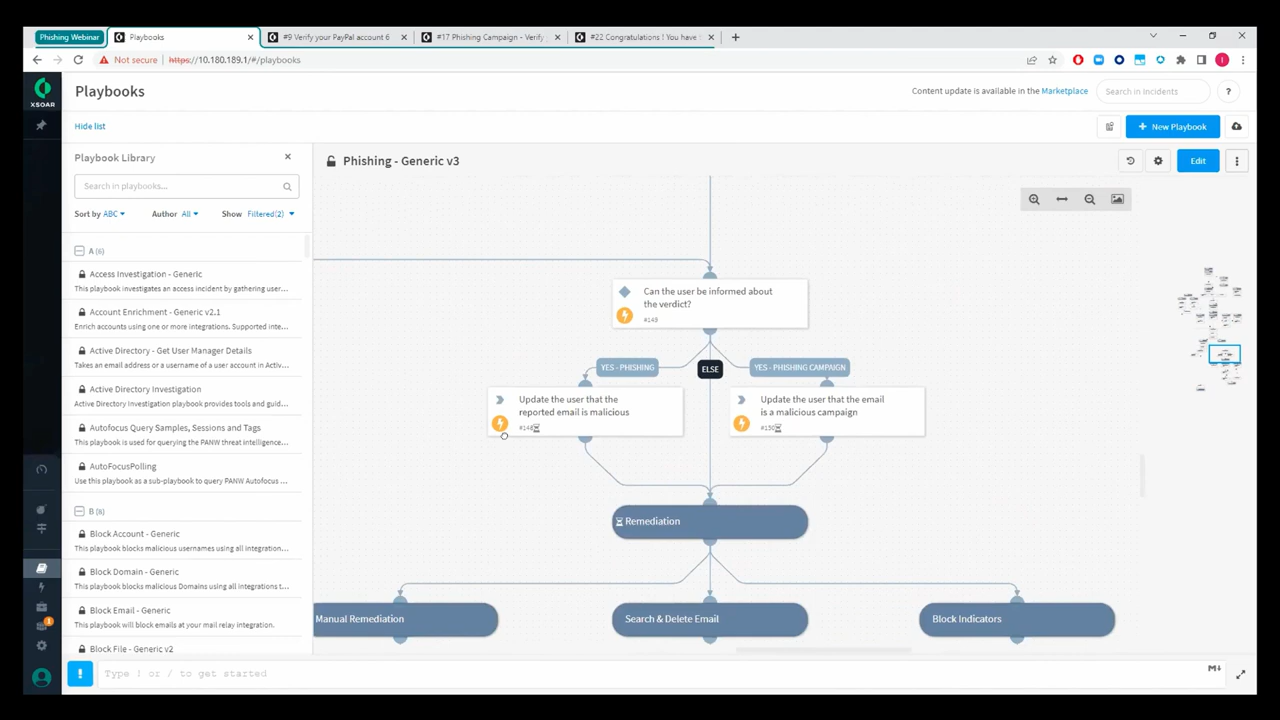 Phishing Webinar
Playbooks
#9 Verify your PayPal account 6
#17 Phishing Campaign - Verify
#22 Congratulations ! You have
Not secure
https://10.180.189.1/#/playbooks
XSOAR
Playbooks
Content update is available in the Marketplace
Search in incidents
?
Hide list
+ New Playbook
Playbook Library
Phishing - Generic v3
Edit
Search in playbooks...
Sort by ABC
Author All
Show Filtered(2)
A (6)
Access Investigation - Generic
This playbook investigates an access incident by gathering user...
Account Enrichment - Generic v2.1
Enrich accounts using one or more integrations. Supported inte...
Active Directory - Get User Manager Details
Takes an email address or a username of a user account in Activ...
Active Directory Investigation
Active Directory Investigation playbook provides tools and guid...
Autofocus Query Samples, Sessions and Tags
This playbook is used for querying the PANW threat intelligence...
AutoFocusPolling
Use this playbook as a sub-playbook to query PANW Autofocus ...
B (8)
Block Account - Generic
This playbook blocks malicious usernames using all integration...
Block Domain - Generic
This playbook blocks malicious Domains using all integrations t...
Block Email - Generic
This playbook will block emails at your mail relay integration.
Block File - Generic v2
Can the user be informed about
the verdict?
YES - PHISHING
ELSE
YES - PHISHING CAMPAIGN
Update the user that the
reported email is malicious
Update the user that the email
is a malicious campaign
#150
Remediation
Manual Remediation
Search & Delete Email
Block Indicators
1
Type ! or / to get started
M